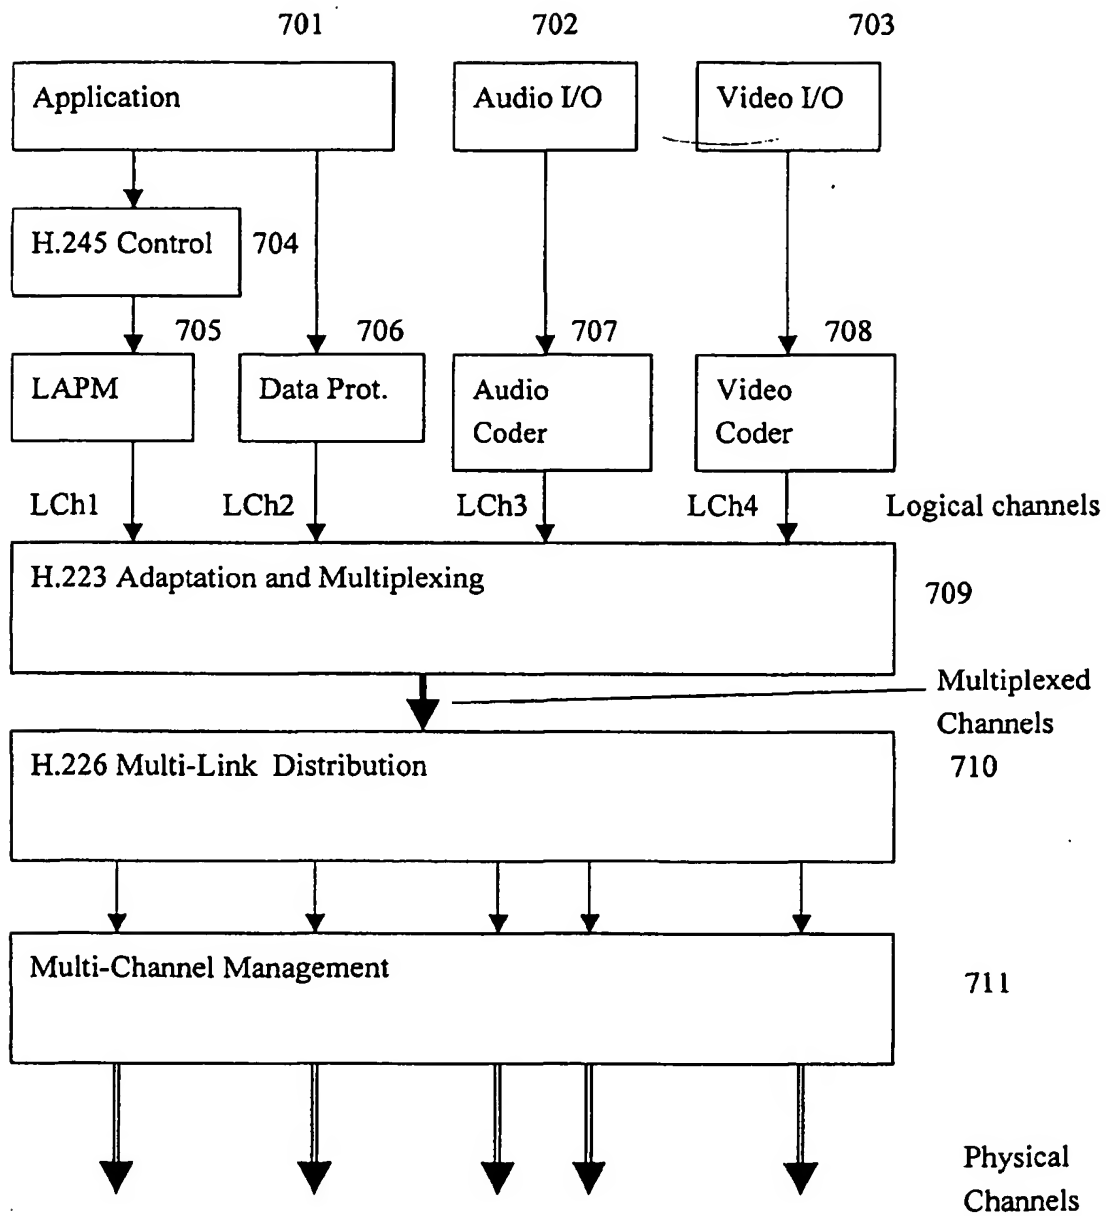 701 702 703
Application Audio I/O Video I/O
H.245 Control 704
705 706 707 708
LAPM Data Prot. Audio Coder Video Coder
LCh1 LCh2 LCh3 LCh4 Logical channels
H.223 Adaptation and Multiplexing
709
Multiplexed
Channels
H.226 Multi-Link Distribution
710
Multi-Channel Management
711
Physical
Channels